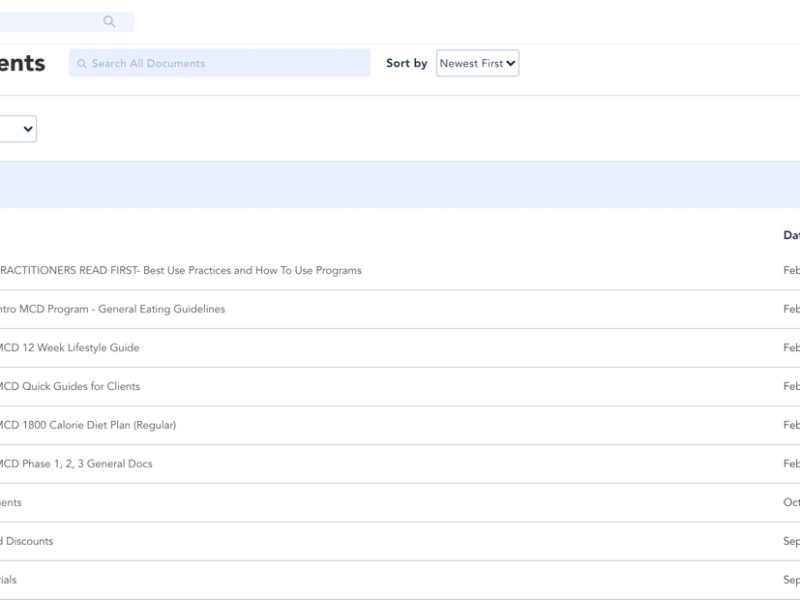 ents
Search All Documents
Sort by
Newest First
Dat
RACTITIONERS READ FIRST- Best Use Practices and How To Use Programs
Feb
ntro MCD Program - General Eating Guidelines
Feb
MCD 12 Week Lifestyle Guide
Feb
MCD Quick Guides for Clients
Feb
MCD 1800 Calorie Diet Plan (Regular)
Feb
MCD Phase 1, 2, 3 General Docs
Feb
ents
Oct
d Discounts
Sep
ials
Sep